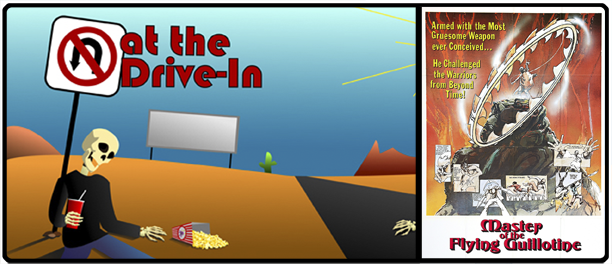 at the
Drive-In
Armed with the Most
Gruesome Weapon
ever Conceived...
He Challenged
the Warriors
from Beyond
Time!
Master
of the
Flying Guillotine